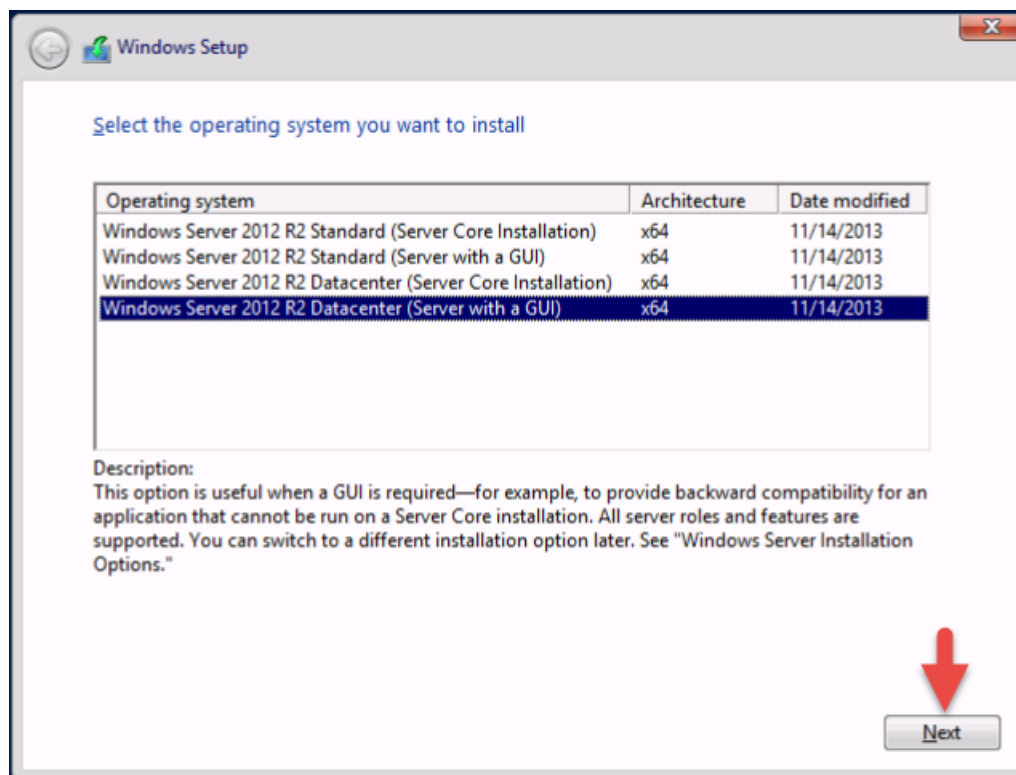 Windows Setup
Select the operating system you want to install
Operating system Architecture Date modified
Windows Server 2012 R2 Standard (Server Core Installation) x64 11/14/2013
Windows Server 2012 R2 Standard (Server with a GUI) x64 11/14/2013
Windows Server 2012 R2 Datacenter (Server Core Installation) x64 11/14/2013
Windows Server 2012 R2 Datacenter (Server with a GUI) x64 11/14/2013
Description:
This option is useful when a GUI is required—for example, to provide backward compatibility for an
application that cannot be run on a Server Core installation. All server roles and features are
supported. You can switch to a different installation option later. See "Windows Server Installation
Options."
Next